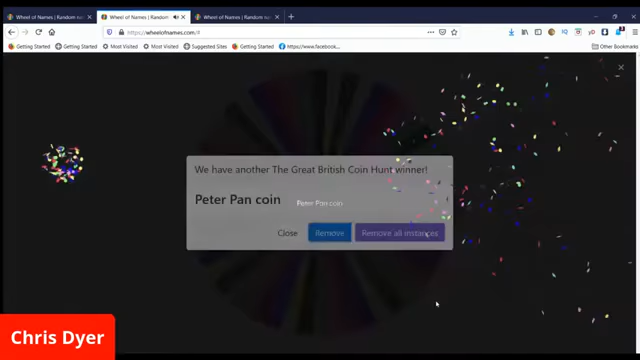 Wheel of Names | Random na
Wheel of Names | Random
Wheel of Names | Random na
https://wheelofnames.com/#
Getting Started
Getting Started
Most Visited
Most Visited
Suggested Sites
Getting Started
https://www.facebook...
Other Bookmarks
We have another The Great British Coin Hunt winner!
Peter Pan coin
Peter Pan coin
Close
Remove
Remove all instances
Chris Dyer